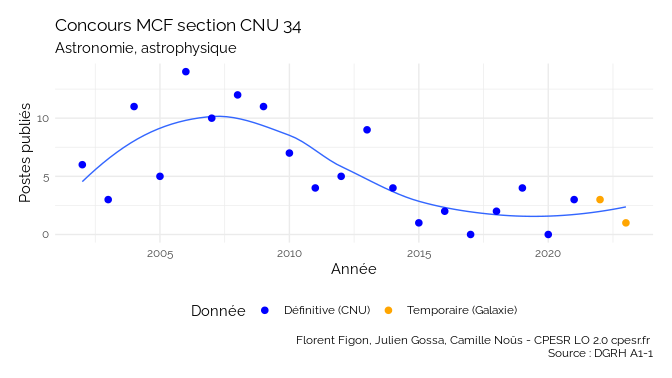 Concours MCF section CNU 34
Astronomie, astrophysique
Postes publiés
10
5
0
2005 2010 2015 2020
Année
Donnée Définitive (CNU) Temporaire (Galaxie)
Florent Figon, Julien Gossa, Camille Noûs - CPESR LO 2.0 cpesr.fr
Source : DGRH A1-1